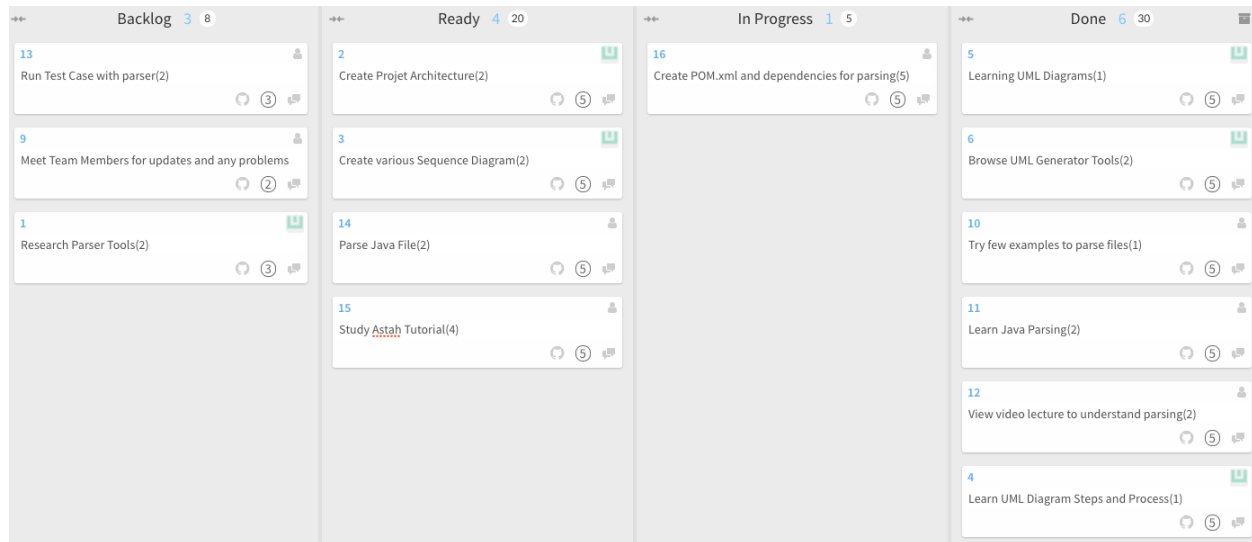 Backlog 3 8
13
Run Test Case with parser(2)
3
9
Meet Team Members for updates and any problems
2
1
Research Parser Tools(2)
3
Ready 4 20
2
Create Projet Architecture(2)
5
3
Create various Sequence Diagram(2)
5
14
Parse Java File(2)
5
15
Study Astah Tutorial(4)
5
In Progress 1 5
16
Create POM.xml and dependencies for parsing(5)
5
Done 6 30
5
Learning UML Diagrams(1)
5
6
Browse UML Generator Tools(2)
5
10
Try few examples to parse files(1)
5
11
Learn Java Parsing(2)
5
12
View video lecture to understand parsing(2)
5
4
Learn UML Diagram Steps and Process(1)
5